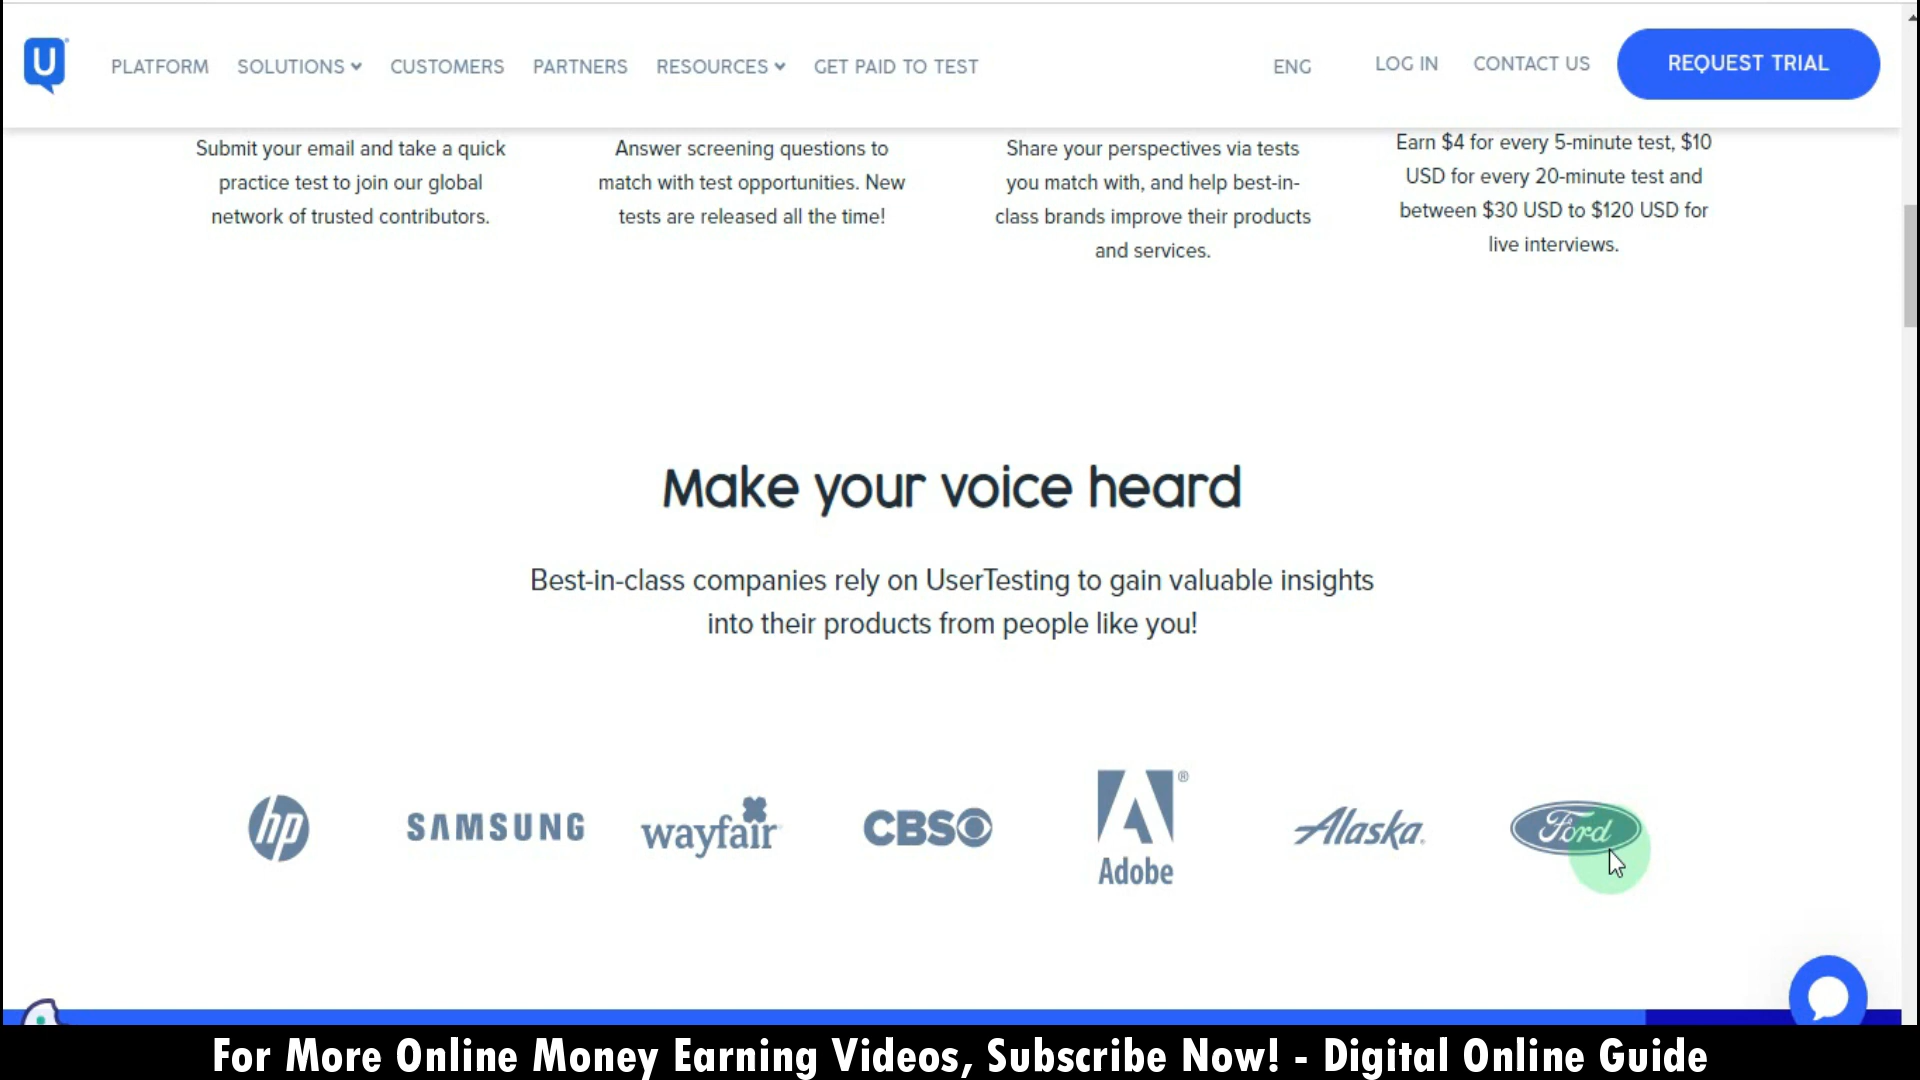 U PLATFORM SOLUTIONS CUSTOMERS PARTNERS RESOURCES GET PAID TO TEST ENG LOG IN CONTACT US REQUEST TRIAL
Submit your email and take a quick
practice test to join our global
network of trusted contributors.
Answer screening questions to
match with test opportunities. New
tests are released all the time!
Share your perspectives via tests
you match with, and help best-in-
class brands improve their products
and services.
Earn $4 for every 5-minute test, $10
USD for every 20-minute test and
between $30 USD to $120 USD for
live interviews.
Make your voice heard
Best-in-class companies rely on UserTesting to gain valuable insights
into their products from people like you!
hp SAMSUNG wayfair CBS Adobe® Alaska Ford
For More Online Money Earning Videos, Subscribe Now! - Digital Online Guide